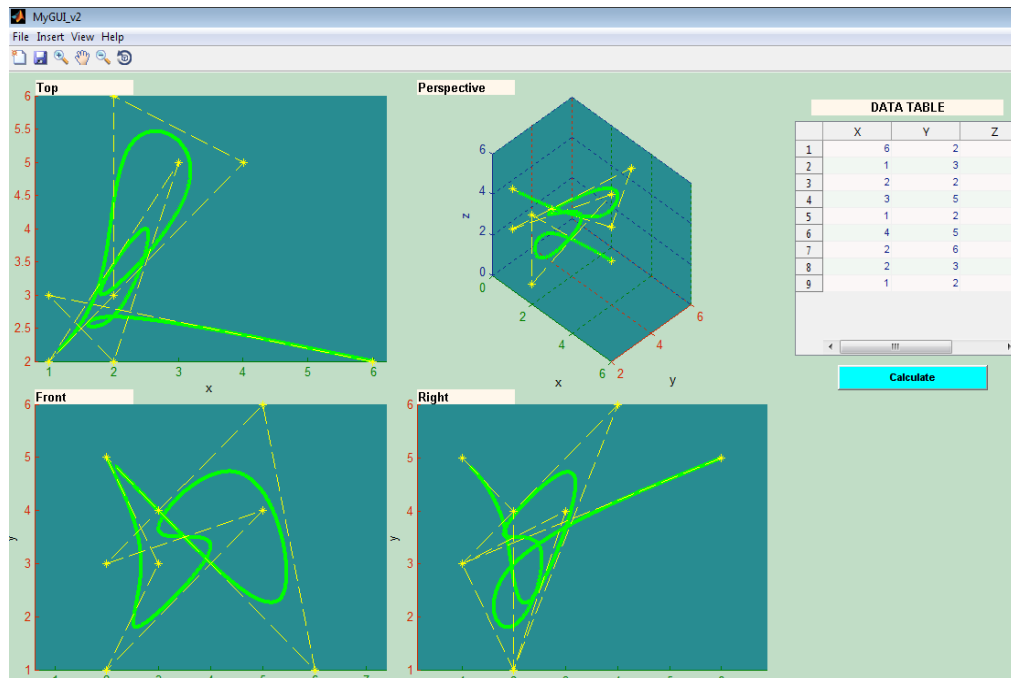 MyGUI_v2
File Insert View Help
Top
6
5.5
5
4.5
4
3.5
3
2.5
2
1 2 3 4 5 6
x
Perspective
6
4
2
0
z
0
2
4
6
x
2
4
6
y
DATA TABLE
X Y Z
1 6 2
2 1 3
3 2 2
4 3 5
5 1 2
6 4 5
7 2 6
8 2 3
9 1 2
Calculate
Front
6
5
4
3
2
1
y
Right
6
5
4
3
2
1
y